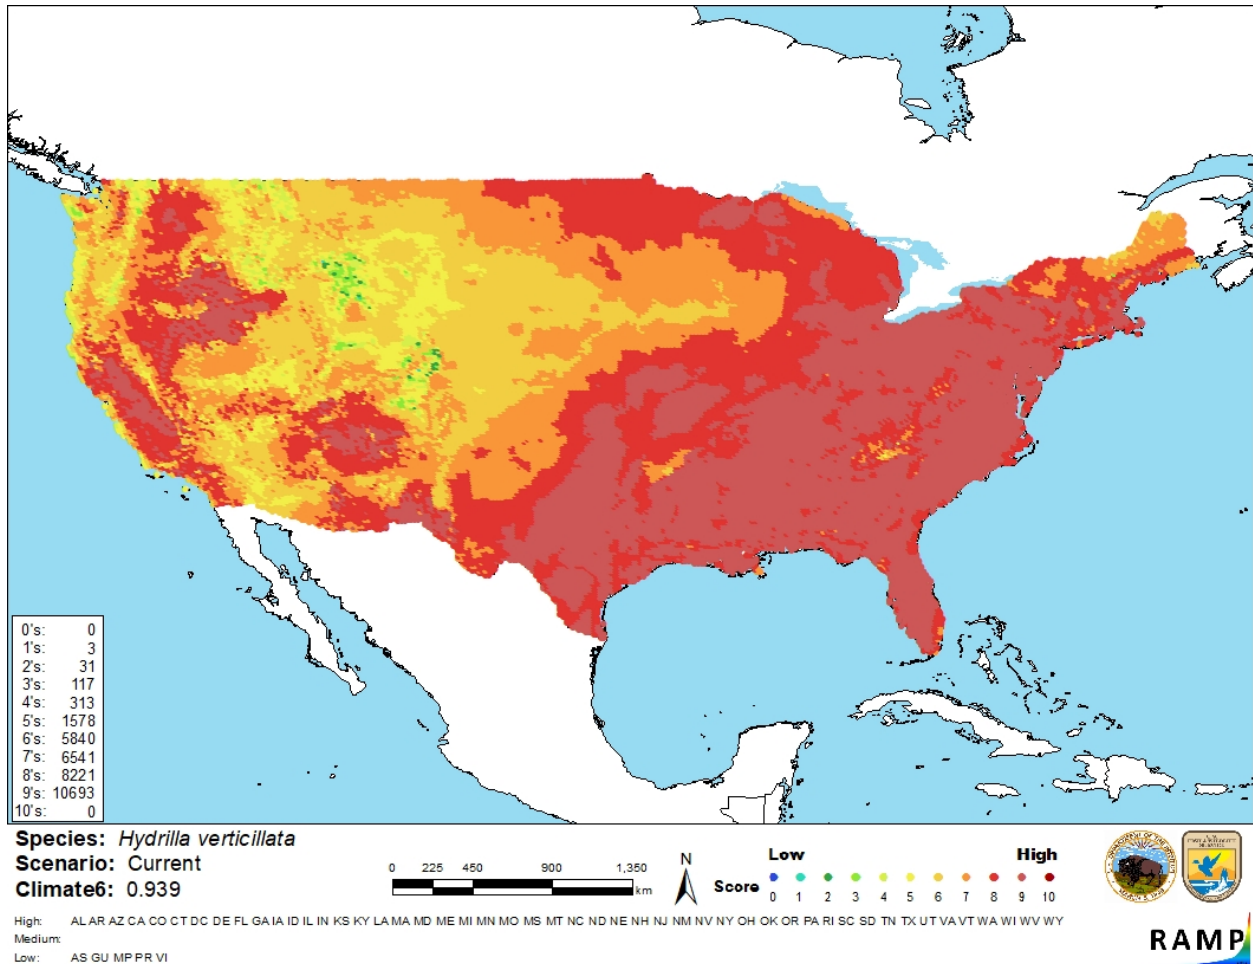 0's: 0
1's: 3
2's: 31
3's: 117
4's: 313
5's: 1578
6's: 5840
7's: 6541
8's: 8221
9's: 10693
10's: 0
Species: Hydrilla verticillata
Scenario: Current
Climate6: 0.939
0 225 450 900 1,350
km
N
Low High
Score
0 1 2 3 4 5 6 7 8 9 10
High: AL AR AZ CA CO CT DC DE FL GA IA ID IL IN KS KY LA MA MD ME MI MN MO MS MT NC ND NE NH NJ NM NV NY OH OK OR PA RI SC SD TN TX UT VA VT WA WI WV WY
Medium:
Low: AS GU MP PR VI
U.S.
FISH & WILDLIFE
SERVICE
RAMP